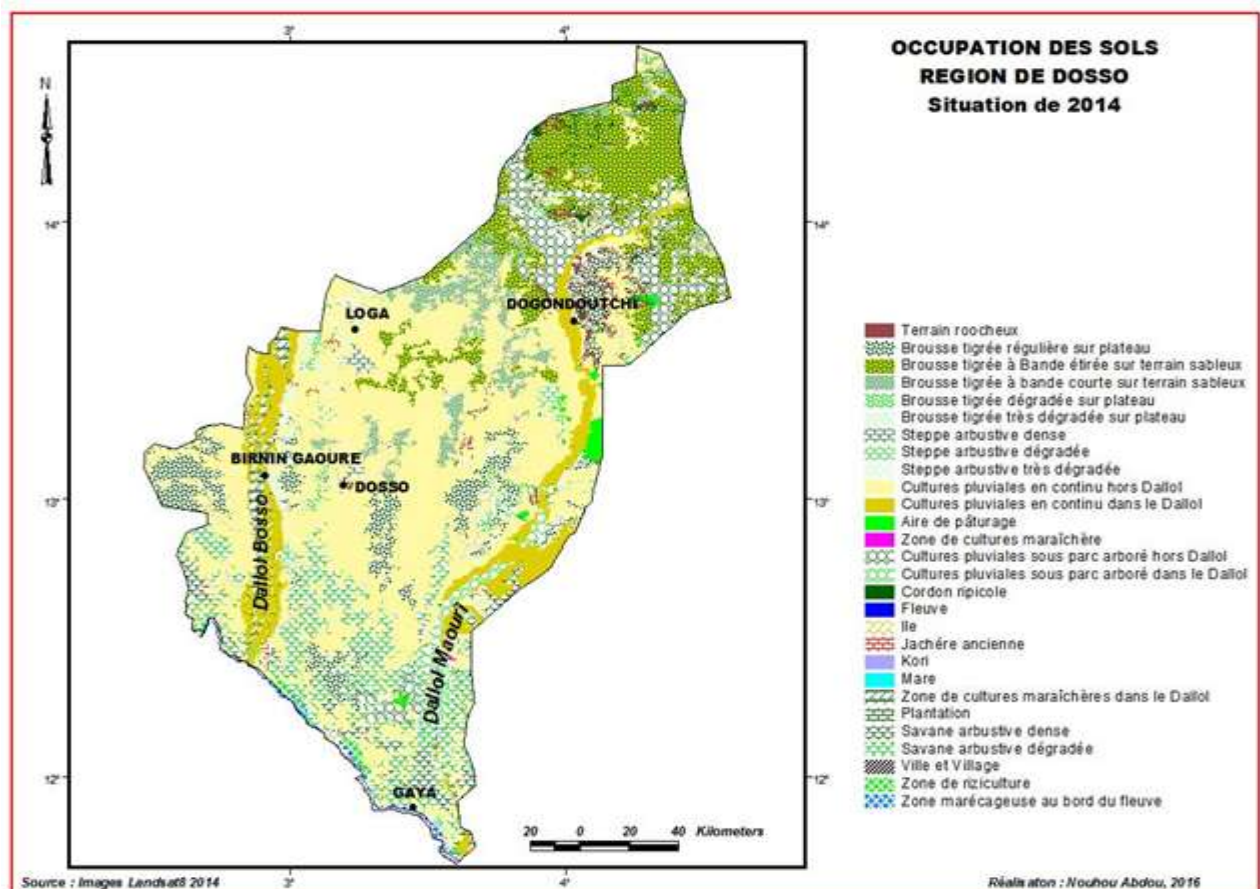 OCCUPATION DES SOLS
REGION DE DOSSO
Situation de 2014
3°
4°
N
14°
14°
LOGA
DOGONDOUTCHI
BIRNIN GAOURE
DOSSO
13°
13°
Dallol Bosso
Dallol Maouri
12°
12°
GAYA
20 0 20 40 Kilometers
3°
4°
Terrain roocheux
Brousse tigrée régulière sur plateau
Brousse tigrée à Bande étirée sur terrain sableux
Brousse tigrée à bande courte sur terrain sableux
Brousse tigrée dégradée sur plateau
Brousse tigrée très dégradée sur plateau
Steppe arbustive dense
Steppe arbustive dégradée
Steppe arbustive très dégradée
Cultures pluviales en continu hors Dallol
Cultures pluviales en continu dans le Dallol
Aire de pâturage
Zone de cultures maraîchère
Cultures pluviales sous parc arboré hors Dallol
Cultures pluviales sous parc arboré dans le Dallol
Cordon ripicole
Fleuve
Ile
Jachére ancienne
Kori
Mare
Zone de cultures maraîchères dans le Dallol
Plantation
Savane arbustive dense
Savane arbustive dégradée
Ville et Village
Zone de riziculture
Zone marécageuse au bord du fleuve
Source : Images Landsat8 2014
Réalisaton : Nouhou Abdou, 2016